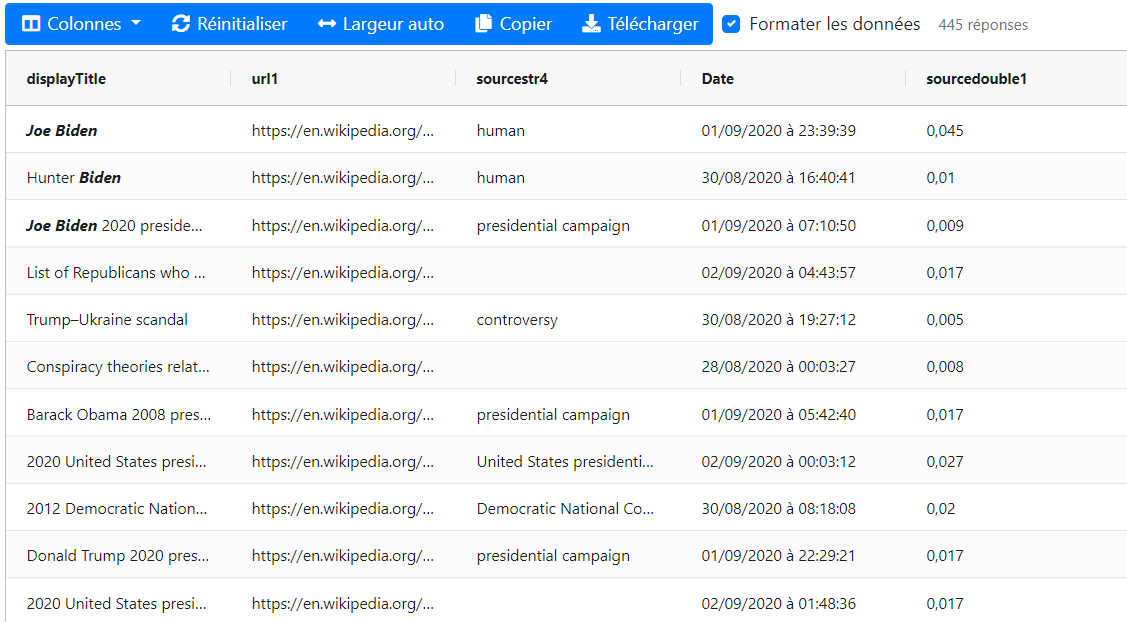 Colonnes Réinitialiser Largeur auto Copier Télécharger Formater les données 445 réponses
displayTitle url1 sourcestr4 Date sourcedouble1
Joe Biden https://en.wikipedia.org/... human 01/09/2020 à 23:39:39 0,045
Hunter Biden https://en.wikipedia.org/... human 30/08/2020 à 16:40:41 0,01
Joe Biden 2020 preside... https://en.wikipedia.org/... presidential campaign 01/09/2020 à 07:10:50 0,009
List of Republicans who ... https://en.wikipedia.org/... 02/09/2020 à 04:43:57 0,017
Trump–Ukraine scandal https://en.wikipedia.org/... controversy 30/08/2020 à 19:27:12 0,005
Conspiracy theories relat... https://en.wikipedia.org/... 28/08/2020 à 00:03:27 0,008
Barack Obama 2008 pres... https://en.wikipedia.org/... presidential campaign 01/09/2020 à 05:42:40 0,017
2020 United States presi... https://en.wikipedia.org/... United States presidenti... 02/09/2020 à 00:03:12 0,027
2012 Democratic Nation... https://en.wikipedia.org/... Democratic National Co... 30/08/2020 à 08:18:08 0,02
Donald Trump 2020 pres... https://en.wikipedia.org/... presidential campaign 01/09/2020 à 22:29:21 0,017
2020 United States presi... https://en.wikipedia.org/... 02/09/2020 à 01:48:36 0,017